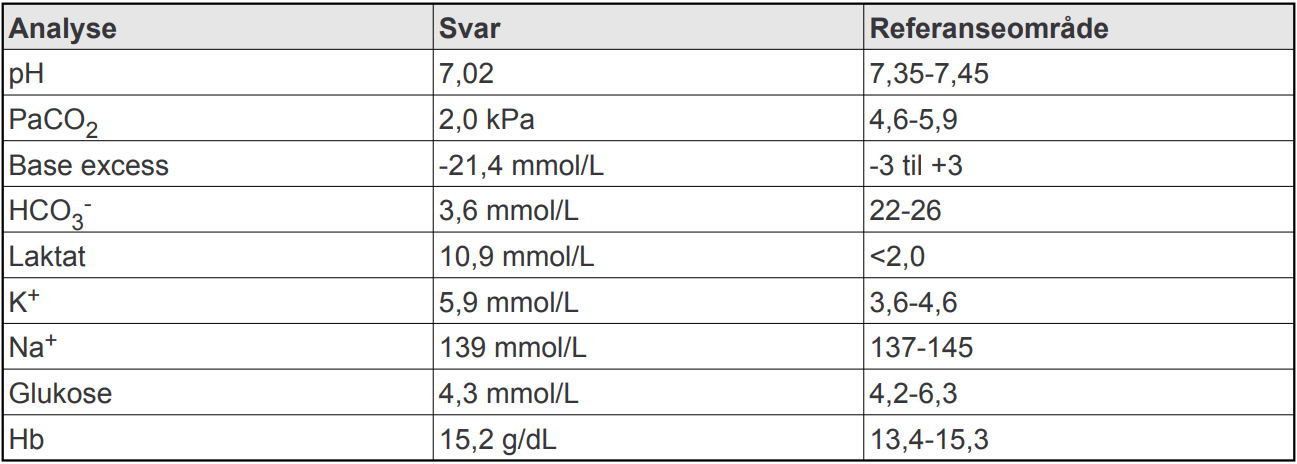 Analyse Svar Referanseområde
pH 7,02 7,35-7,45
PaCO2 2,0 kPa 4,6-5,9
Base excess -21,4 mmol/L -3 til +3
HCO3- 3,6 mmol/L 22-26
Laktat 10,9 mmol/L <2,0
K+ 5,9 mmol/L 3,6-4,6
Na+ 139 mmol/L 137-145
Glukose 4,3 mmol/L 4,2-6,3
Hb 15,2 g/dL 13,4-15,3